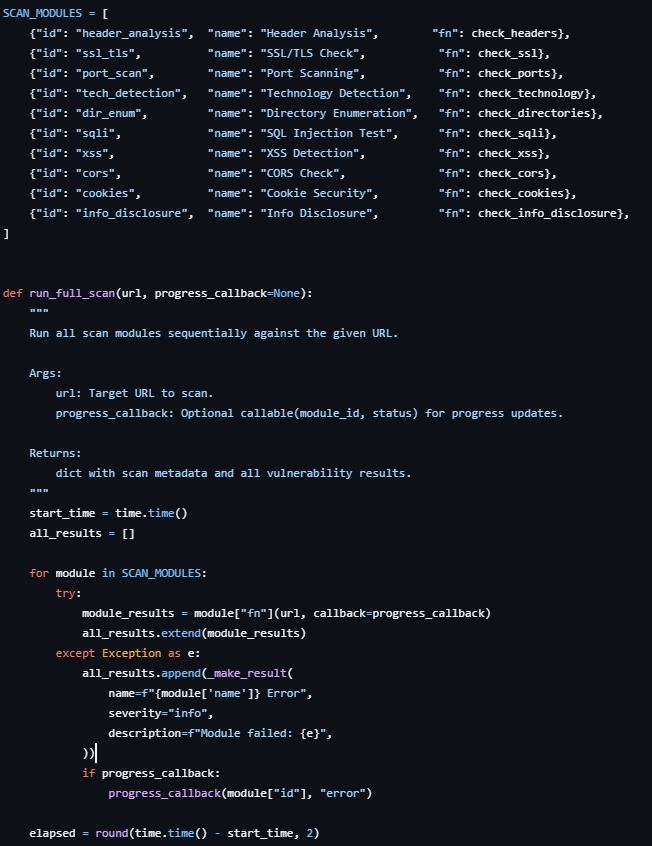 SCAN_MODULES = [
    {"id": "header_analysis",  "name": "Header Analysis",        "fn": check_headers},
    {"id": "ssl_tls",          "name": "SSL/TLS Check",           "fn": check_ssl},
    {"id": "port_scan",        "name": "Port Scanning",           "fn": check_ports},
    {"id": "tech_detection",   "name": "Technology Detection",    "fn": check_technology},
    {"id": "dir_enum",         "name": "Directory Enumeration",   "fn": check_directories},
    {"id": "sqli",             "name": "SQL Injection Test",      "fn": check_sqli},
    {"id": "xss",              "name": "XSS Detection",           "fn": check_xss},
    {"id": "cors",             "name": "CORS Check",              "fn": check_cors},
    {"id": "cookies",          "name": "Cookie Security",         "fn": check_cookies},
    {"id": "info_disclosure",  "name": "Info Disclosure",         "fn": check_info_disclosure},
]
def run_full_scan(url, progress_callback=None):
    """
    Run all scan modules sequentially against the given URL.
    Args:
        url: Target URL to scan.
        progress_callback: Optional callable(module_id, status) for progress updates.
    Returns:
        dict with scan metadata and all vulnerability results.
    """
    start_time = time.time()
    all_results = []
    for module in SCAN_MODULES:
        try:
            module_results = module["fn"](url, callback=progress_callback)
            all_results.extend(module_results)
        except Exception as e:
            all_results.append(_make_result(
                name=f"{module['name']} Error",
                severity="info",
                description=f"Module failed: {e}",
            ))
            if progress_callback:
                progress_callback(module["id"], "error")
    elapsed = round(time.time() - start_time, 2)